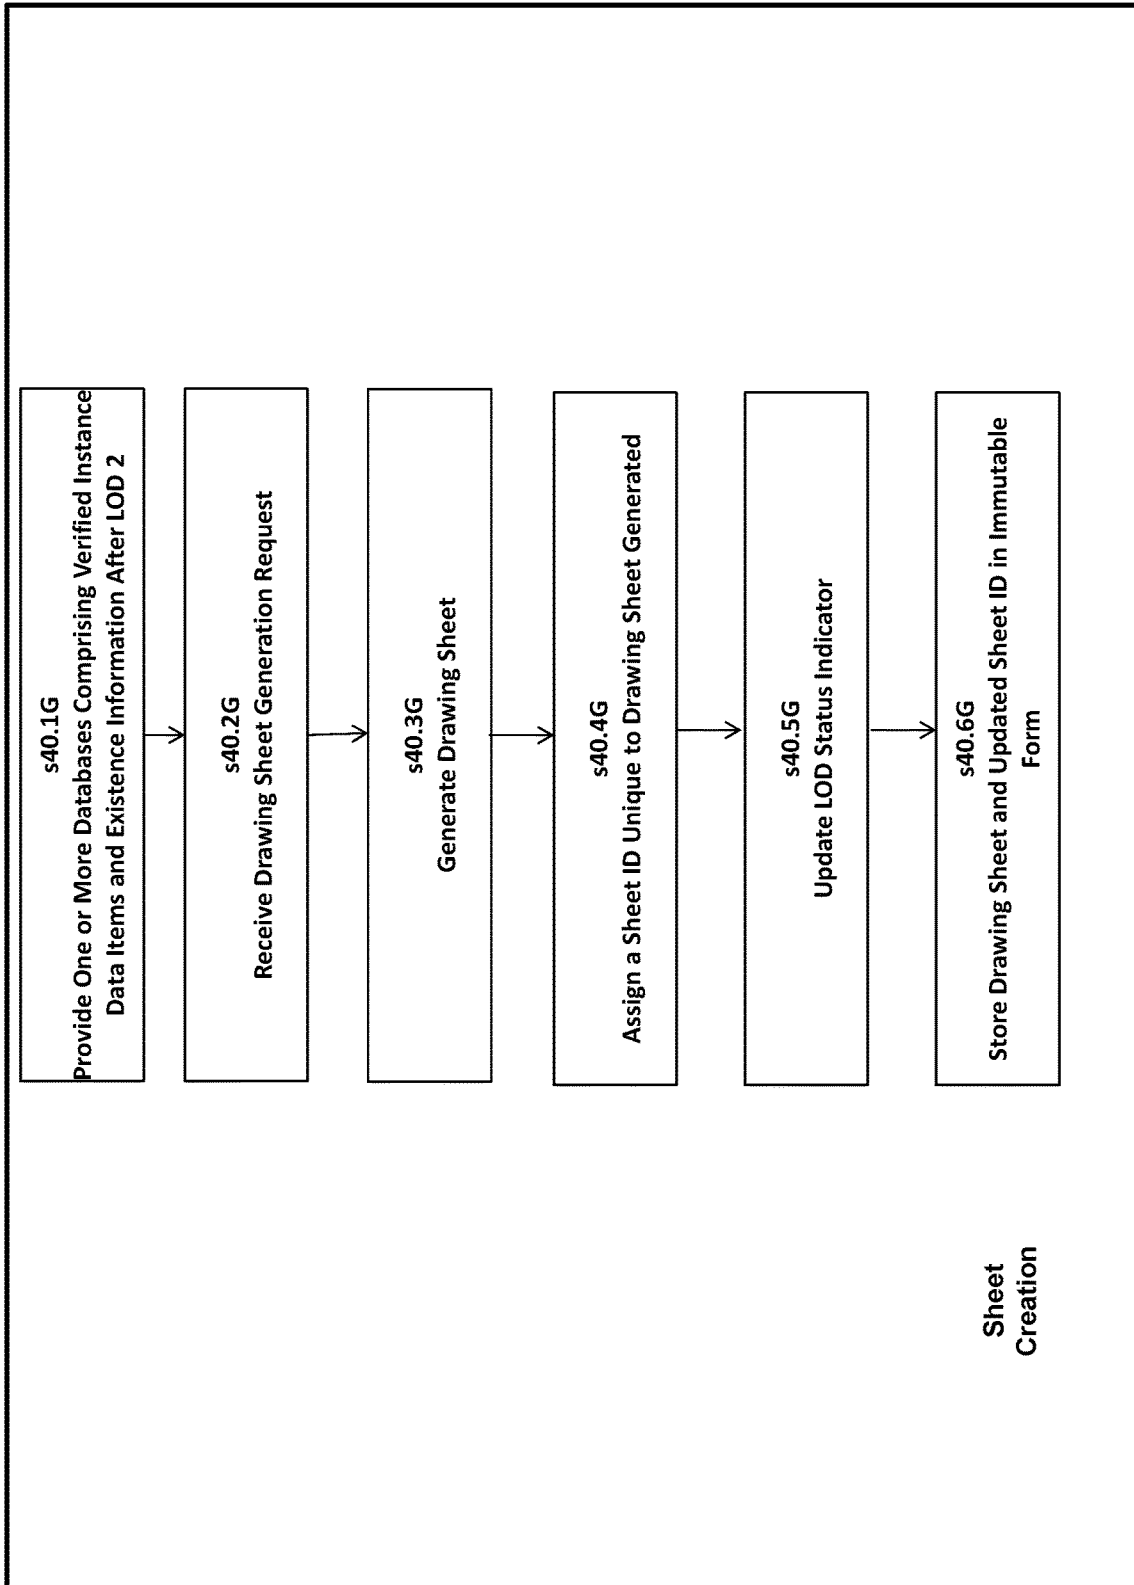 s40.1G
Provide One or More Databases Comprising Verified Instance
Data Items and Existence Information After LOD 2
s40.2G
Receive Drawing Sheet Generation Request
s40.3G
Generate Drawing Sheet
s40.4G
Assign a Sheet ID Unique to Drawing Sheet Generated
s40.5G
Update LOD Status Indicator
s40.6G
Store Drawing Sheet and Updated Sheet ID in Immutable
Form
Sheet
Creation